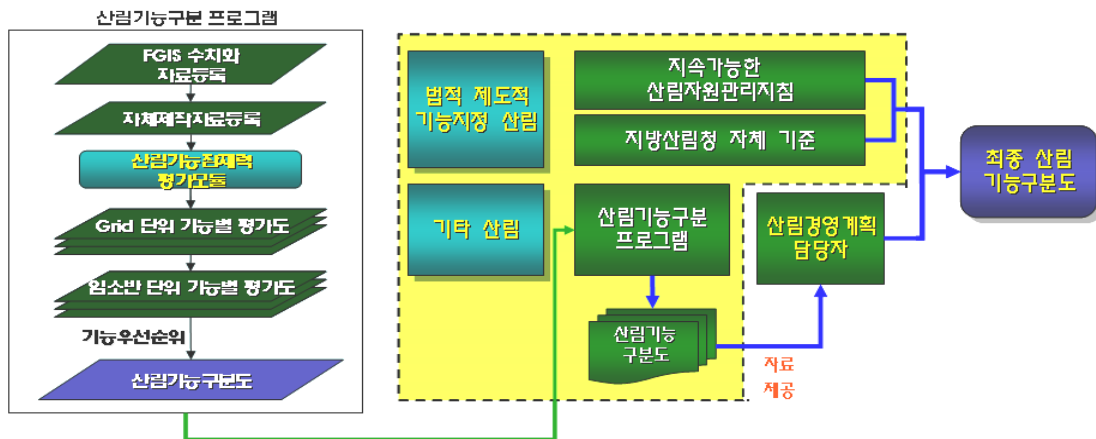 산림기능구분 프로그램
FGIS 수치화
자료등록
자체제작자료등록
산림기능잠재력
평가모듈
Grid 단위 기능별 평가도
임소반 단위 기능별 평가도
기능우선순위
산림기능구분도
법적 제도적
기능지정 산림
지속가능한
산림자원관리지침
지방산림청 자체 기준
기타 산림
산림기능구분
프로그램
산림기능
구분도
자료
제공
산림경영계획
담당자
최종 산림
기능구분도